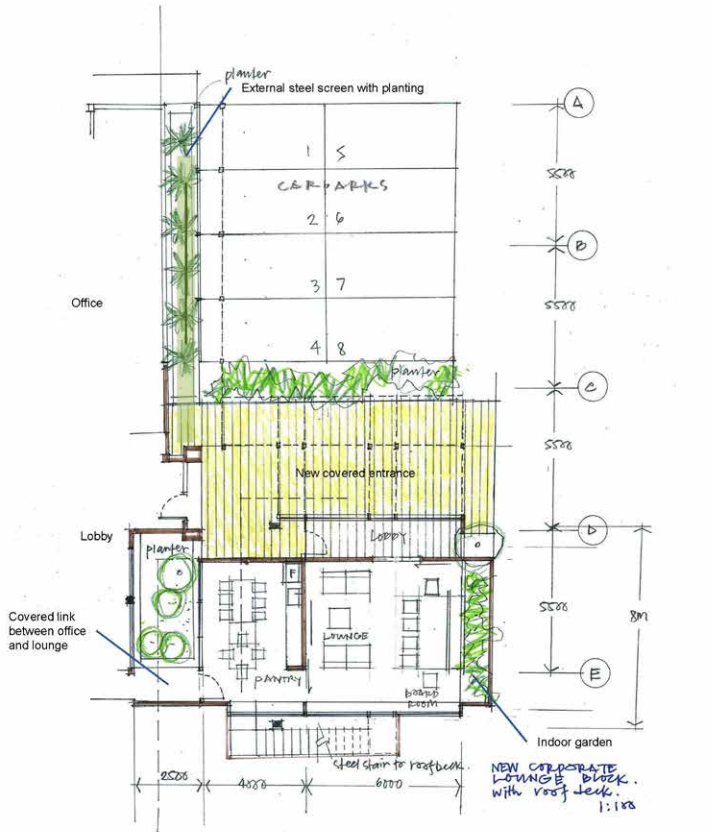 planter
External steel screen with planting
A
1 5
CARPARKS
5500
2 6
B
3 7
Office
5500
4 8
planter
C
New covered entrance
5500
D
Lobby
LOBBY
planter
F
5500
8M
Covered link
between office
and lounge
LOUNGE
E
PANTRY
BOARD
ROOM
Indoor garden
steel stair to roof deck.
NEW CORPORATE
LOUNGE BLOCK.
with roof deck.
1:100
2500
4000
6000